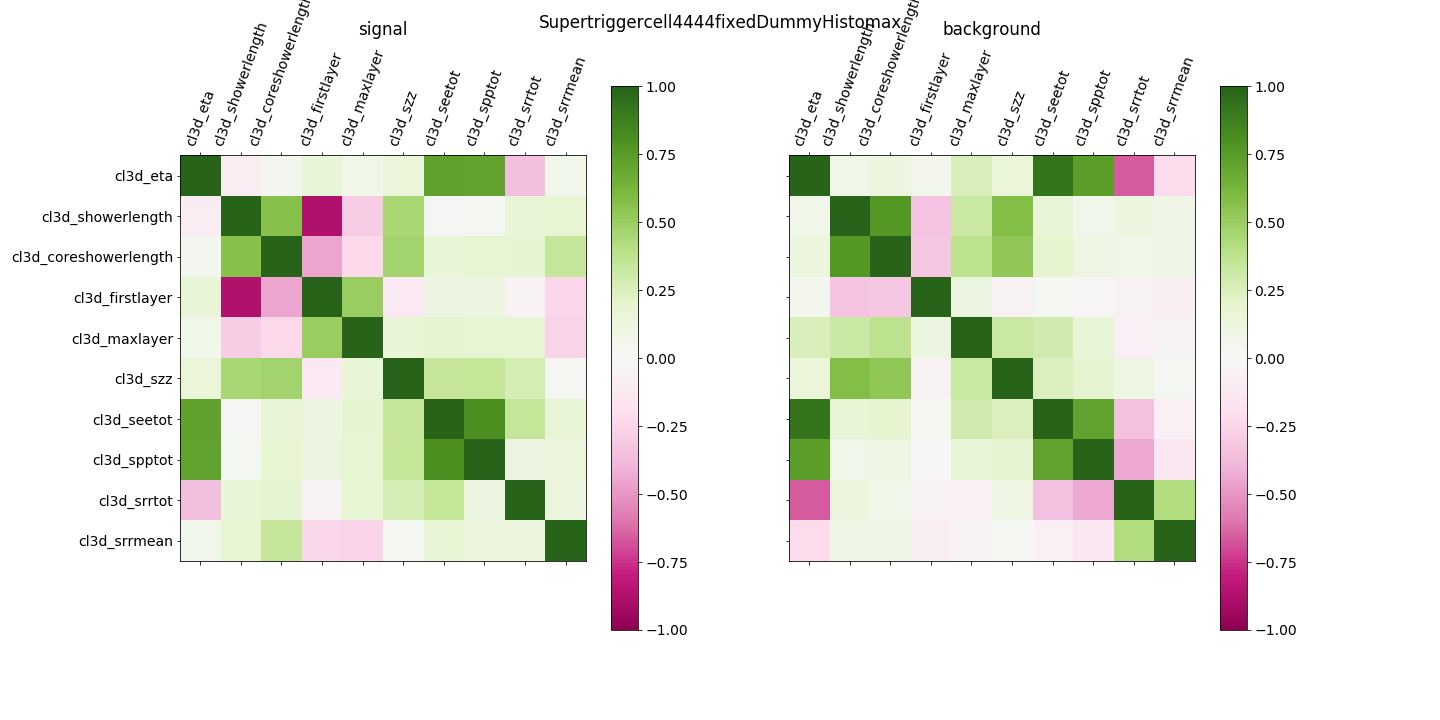 Supertriggercell4444fixedDummyHistomax
signal
cl3d_eta
cl3d_showerlength
cl3d_coreshowerlength
cl3d_firstlayer
cl3d_maxlayer
cl3d_szz
cl3d_seetot
cl3d_spptot
cl3d_srrtot
cl3d_srrmean
cl3d_eta
cl3d_showerlength
cl3d_coreshowerlength
cl3d_firstlayer
cl3d_maxlayer
cl3d_szz
cl3d_seetot
cl3d_spptot
cl3d_srrtot
cl3d_srrmean
1.00
0.75
0.50
0.25
0.00
−0.25
−0.50
−0.75
−1.00
background
cl3d_eta
cl3d_showerlength
cl3d_coreshowerlength
cl3d_firstlayer
cl3d_maxlayer
cl3d_szz
cl3d_seetot
cl3d_spptot
cl3d_srrtot
cl3d_srrmean
1.00
0.75
0.50
0.25
0.00
−0.25
−0.50
−0.75
−1.00